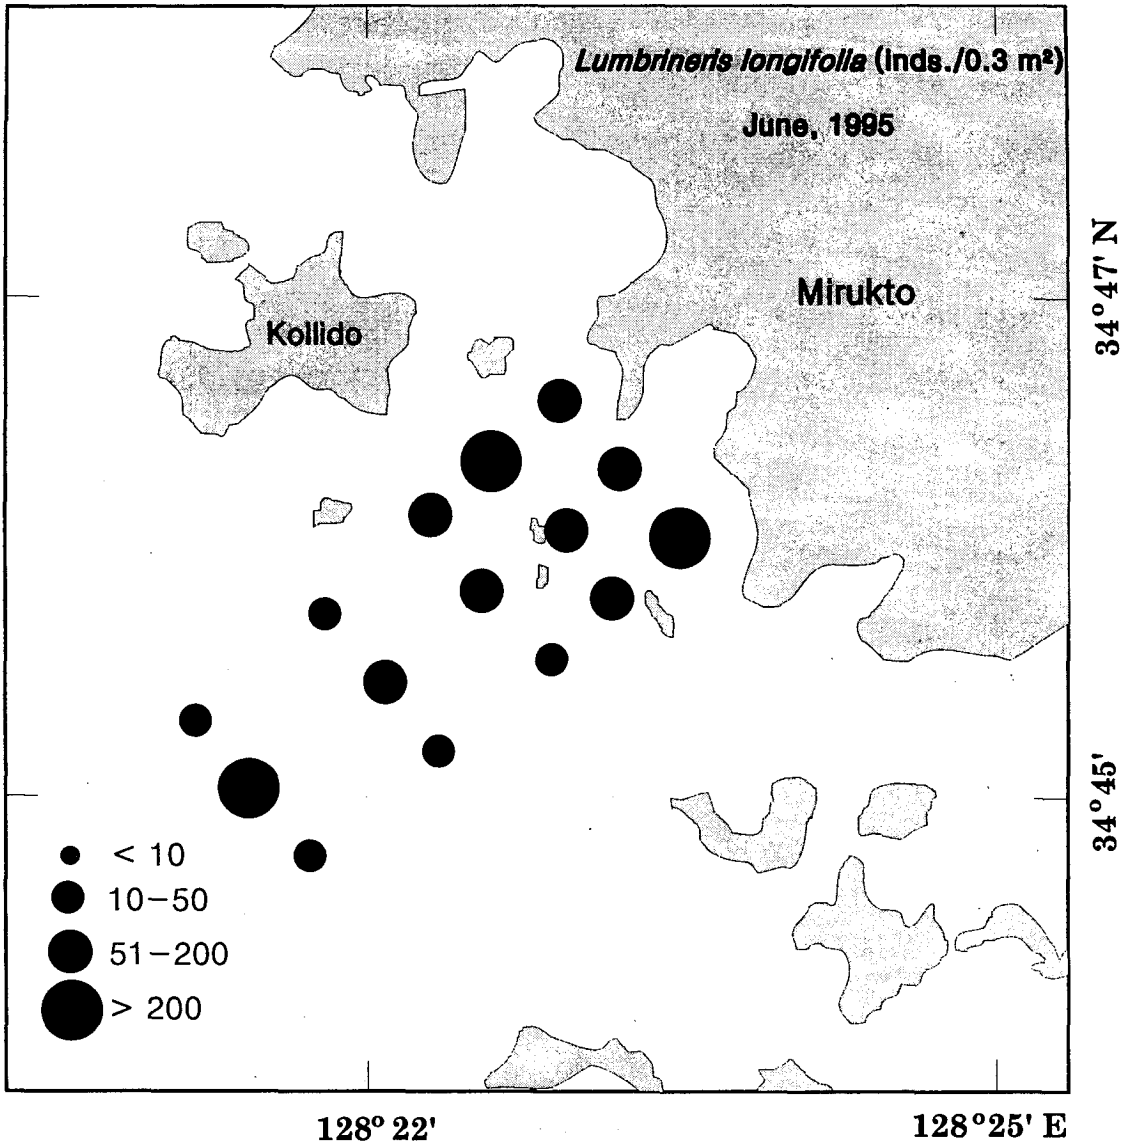 Lumbrineris longifolia (inds./0.3 m²)
June, 1995
34°47' N
Mirukto
Kollido
34°45'
< 10
10-50
51-200
> 200
128°22'
128°25' E